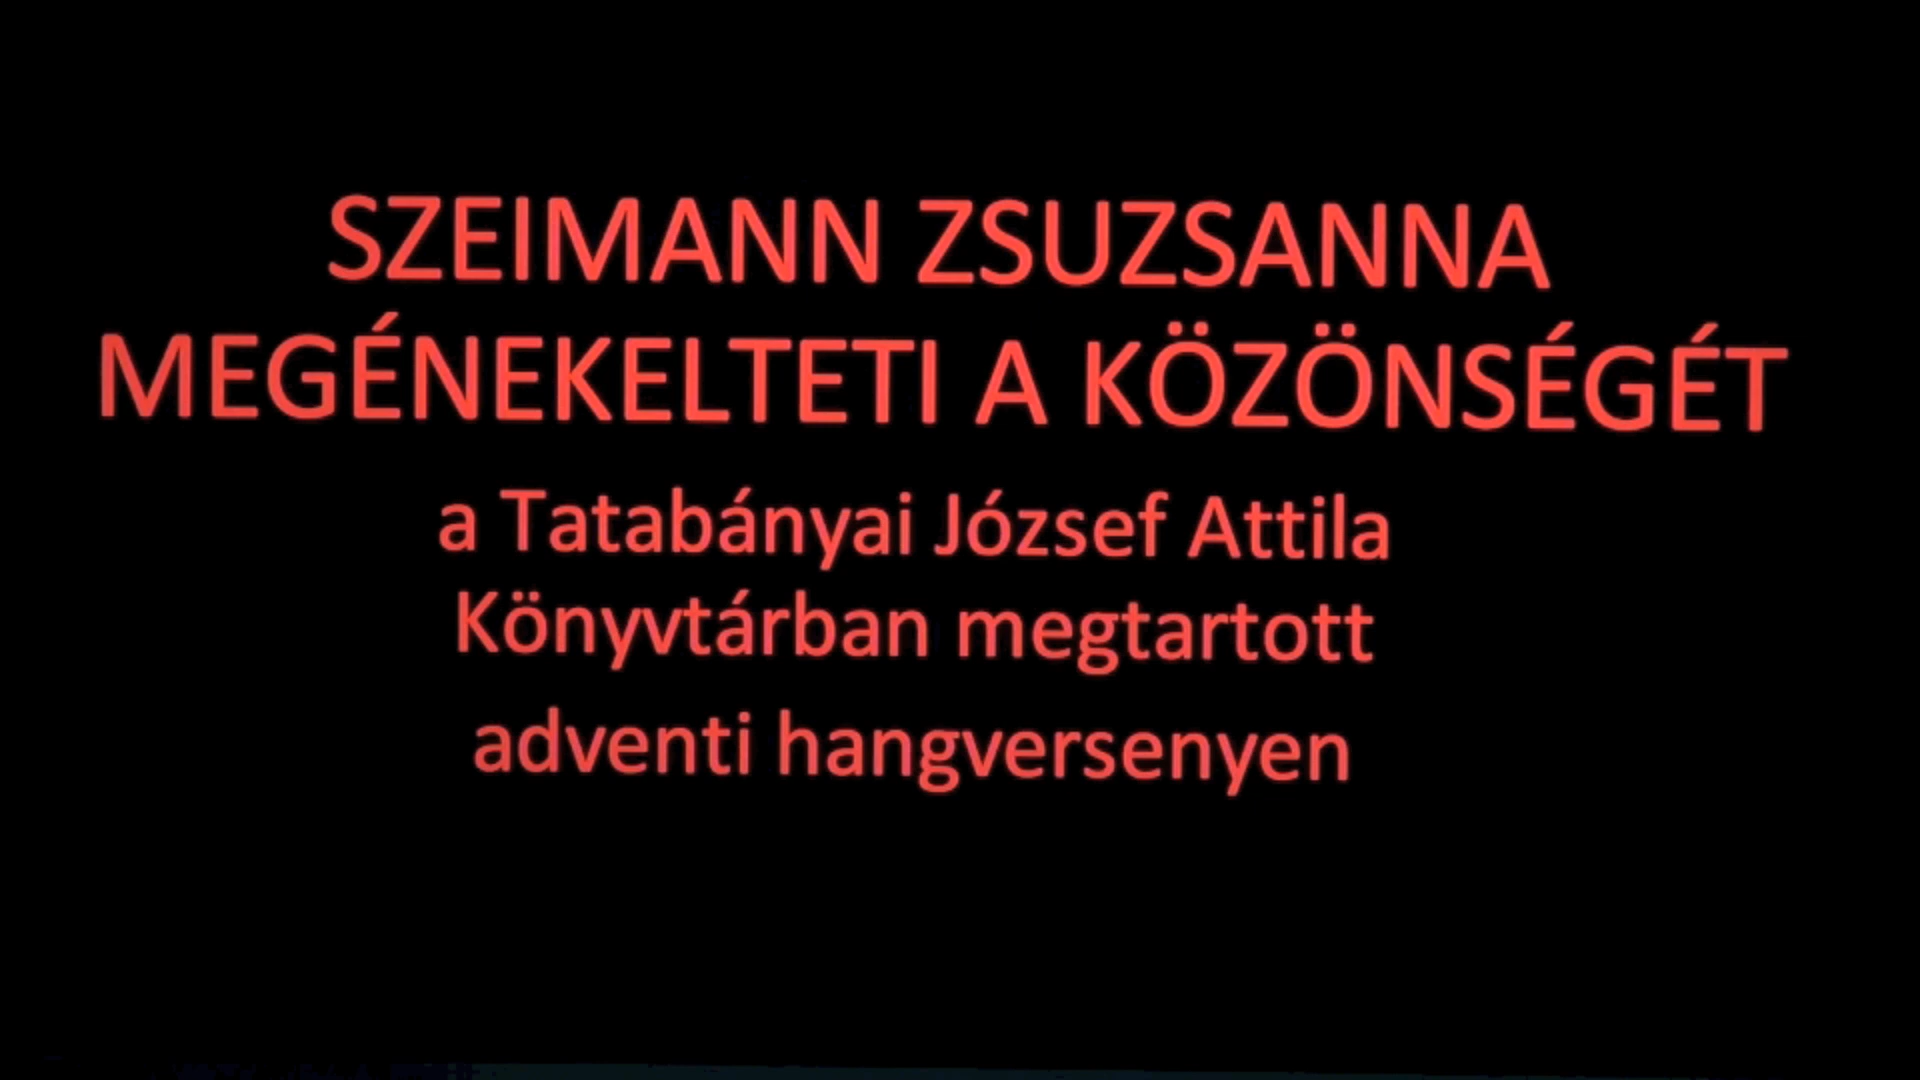 SZEIMANN ZSUZSANNA
MEGÉNEKELTETI A KÖZÖNSÉGÉT
a Tatabányai József Attila
Könyvtárban megtartott
adventi hangversenyen